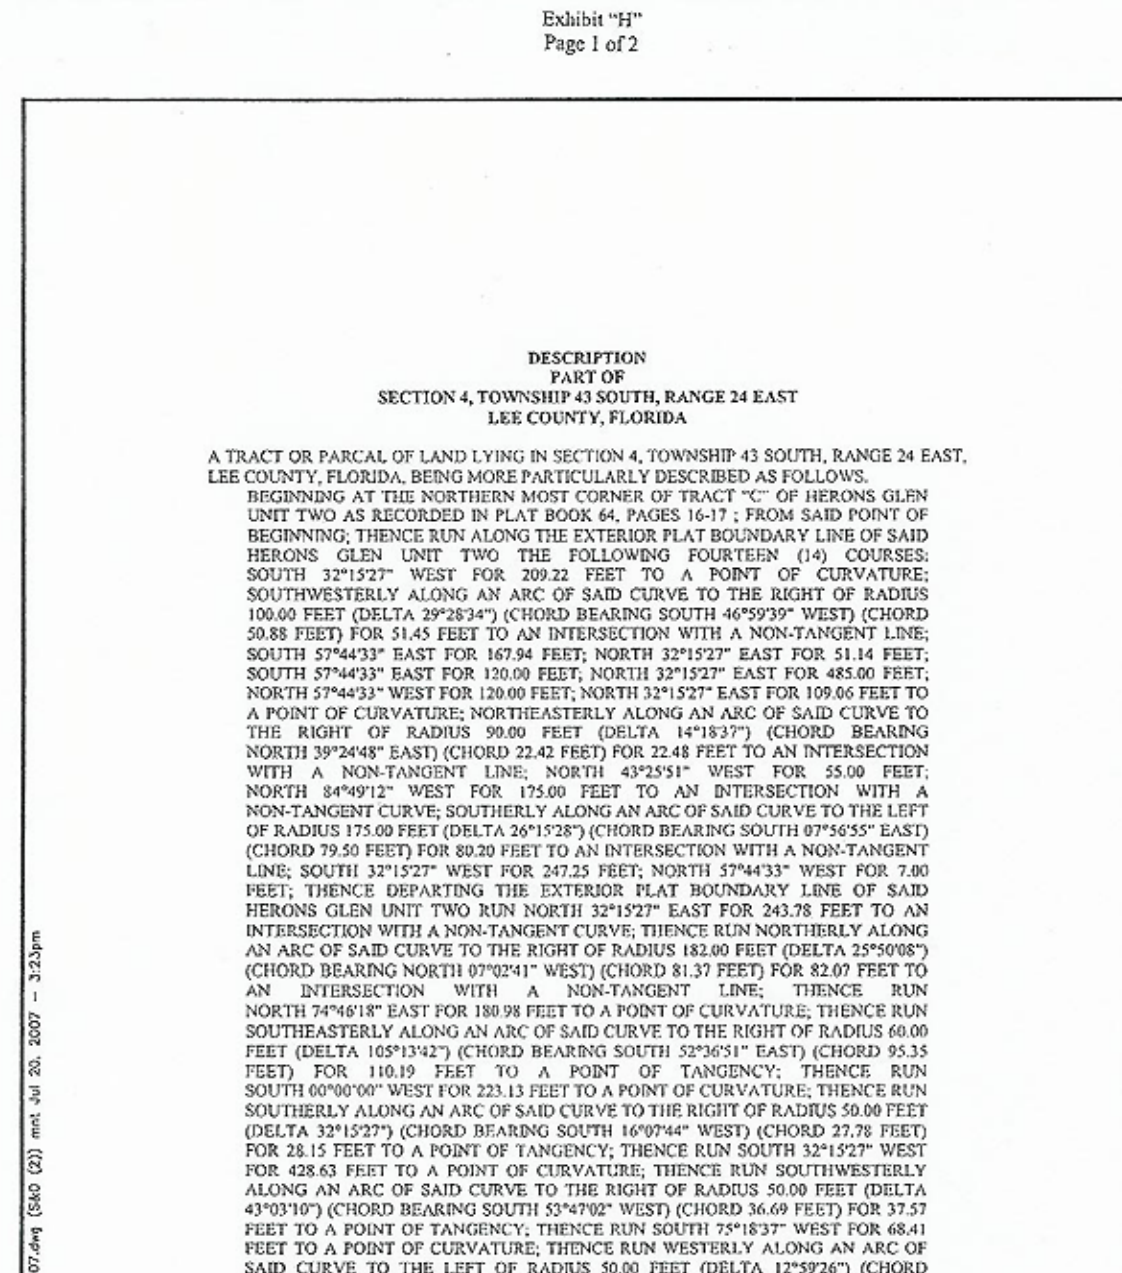 Exhibit "H"
Page 1 of 2
DESCRIPTION
PART OF
SECTION 4, TOWNSHIP 43 SOUTH, RANGE 24 EAST
LEE COUNTY, FLORIDA
A TRACT OR PARCAL OF LAND LYING IN SECTION 4, TOWNSHIP 43 SOUTH, RANGE 24 EAST,
LEE COUNTY, FLORIDA, BEING MORE PARTICULARLY DESCRIBED AS FOLLOWS.
BEGINNING AT THE NORTHERN MOST CORNER OF TRACT "C" OF HERONS GLEN
UNIT TWO AS RECORDED IN PLAT BOOK 64, PAGES 16-17 ; FROM SAID POINT OF
BEGINNING; THENCE RUN ALONG THE EXTERIOR PLAT BOUNDARY LINE OF SAID
HERONS GLEN UNIT TWO THE FOLLOWING FOURTEEN (14) COURSES:
SOUTH 32°15'27" WEST FOR 209.22 FEET TO A POINT OF CURVATURE;
SOUTHWESTERLY ALONG AN ARC OF SAID CURVE TO THE RIGHT OF RADIUS
100.00 FEET (DELTA 29°28'34") (CHORD BEARING SOUTH 46°59'39" WEST) (CHORD
50.88 FEET) FOR 51.45 FEET TO AN INTERSECTION WITH A NON-TANGENT LINE;
SOUTH 57°44'33" EAST FOR 167.94 FEET; NORTH 32°15'27" EAST FOR 51.14 FEET;
SOUTH 57°44'33" EAST FOR 120.00 FEET; NORTH 32°15'27" EAST FOR 485.00 FEET;
NORTH 57°44'33" WEST FOR 120.00 FEET; NORTH 32°15'27" EAST FOR 109.06 FEET TO
A POINT OF CURVATURE; NORTHEASTERLY ALONG AN ARC OF SAID CURVE TO
THE RIGHT OF RADIUS 90.00 FEET (DELTA 14°18'37") (CHORD BEARING
NORTH 39°24'48" EAST) (CHORD 22.42 FEET) FOR 22.48 FEET TO AN INTERSECTION
WITH A NON-TANGENT LINE; NORTH 43°25'51" WEST FOR 55.00 FEET;
NORTH 84°49'12" WEST FOR 175.00 FEET TO AN INTERSECTION WITH A
NON-TANGENT CURVE; SOUTHERLY ALONG AN ARC OF SAID CURVE TO THE LEFT
OF RADIUS 175.00 FEET (DELTA 26°15'28") (CHORD BEARING SOUTH 07°56'55" EAST)
(CHORD 79.50 FEET) FOR 80.20 FEET TO AN INTERSECTION WITH A NON-TANGENT
LINE; SOUTH 32°15'27" WEST FOR 247.25 FEET; NORTH 57°44'33" WEST FOR 7.00
FEET; THENCE DEPARTING THE EXTERIOR PLAT BOUNDARY LINE OF SAID
HERONS GLEN UNIT TWO RUN NORTH 32°15'27" EAST FOR 243.78 FEET TO AN
INTERSECTION WITH A NON-TANGENT CURVE; THENCE RUN NORTHERLY ALONG
AN ARC OF SAID CURVE TO THE RIGHT OF RADIUS 182.00 FEET (DELTA 25°50'08")
(CHORD BEARING NORTH 07°02'41" WEST) (CHORD 81.37 FEET) FOR 82.07 FEET TO
AN INTERSECTION WITH A NON-TANGENT LINE; THENCE RUN
NORTH 74°46'18" EAST FOR 180.98 FEET TO A POINT OF CURVATURE; THENCE RUN
SOUTHEASTERLY ALONG AN ARC OF SAID CURVE TO THE RIGHT OF RADIUS 60.00
FEET (DELTA 105°13'42") (CHORD BEARING SOUTH 52°36'51" EAST) (CHORD 95.35
FEET) FOR 110.19 FEET TO A POINT OF TANGENCY; THENCE RUN
SOUTH 00°00'00" WEST FOR 223.13 FEET TO A POINT OF CURVATURE; THENCE RUN
SOUTHERLY ALONG AN ARC OF SAID CURVE TO THE RIGHT OF RADIUS 50.00 FEET
(DELTA 32°15'27") (CHORD BEARING SOUTH 16°07'44" WEST) (CHORD 27.78 FEET)
FOR 28.15 FEET TO A POINT OF TANGENCY; THENCE RUN SOUTH 32°15'27" WEST
FOR 428.63 FEET TO A POINT OF CURVATURE; THENCE RUN SOUTHWESTERLY
ALONG AN ARC OF SAID CURVE TO THE RIGHT OF RADIUS 50.00 FEET (DELTA
43°03'10") (CHORD BEARING SOUTH 53°47'02" WEST) (CHORD 36.69 FEET) FOR 37.57
FEET TO A POINT OF TANGENCY; THENCE RUN SOUTH 75°18'37" WEST FOR 68.41
FEET TO A POINT OF CURVATURE; THENCE RUN WESTERLY ALONG AN ARC OF
SAID CURVE TO THE LEFT OF RADIUS 50.00 FEET (DELTA 12°59'26") (CHORD
07.dwg (S&O (2)) mnt Jul 20, 2007 - 3:23pm